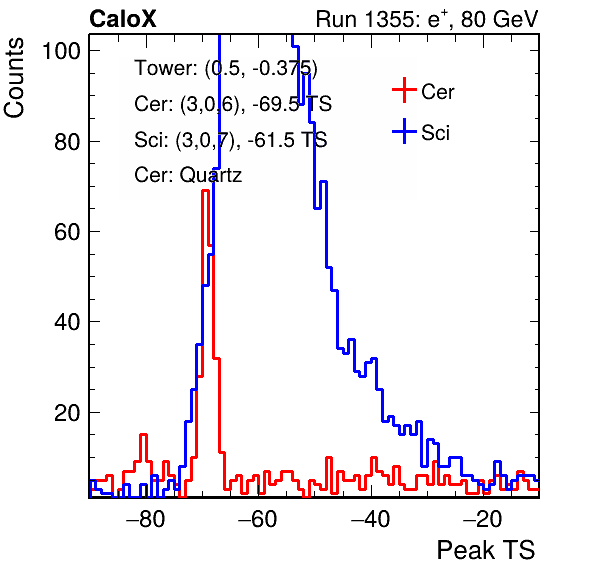 CaloX Run 1355: e⁺, 80 GeV
Counts
100
80
60
40
20
Tower: (0.5, -0.375)
Cer: (3,0,6), -69.5 TS
Sci: (3,0,7), -61.5 TS
Cer: Quartz
Cer
Sci
−80 −60 −40 −20
Peak TS